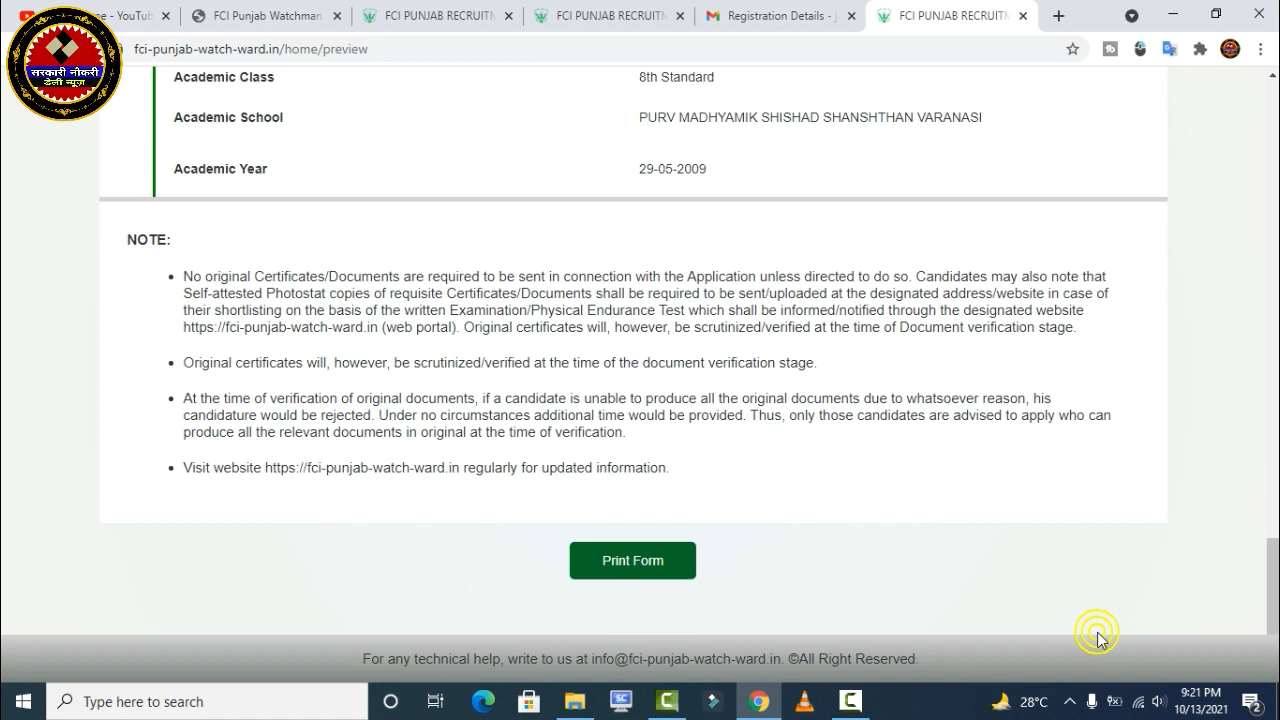 me - YouTu
Punjab Watchman
FCI PUNJAB RECRUIT
FCI PUNJAB RECRUITM
Registration Details -
FCI PUNJAB RECRUITM
fci-punjab-watch-ward.in/home/preview
सरकारी नौकरी
डेली न्यूज़
Academic Class
8th Standard
Academic School
PURV MADHYAMIK SHISHAD SHANSHTHAN VARANASI
Academic Year
29-05-2009
NOTE:
• No original Certificates/Documents are required to be sent in connection with the Application unless directed to do so. Candidates may also note that
Self-attested Photostat copies of requisite Certificates/Documents shall be required to be sent/uploaded at the designated address/website in case of
their shortlisting on the basis of the written Examination/Physical Endurance Test which shall be informed/notified through the designated website
https://fci-punjab-watch-ward.in (web portal). Original certificates will, however, be scrutinized/verified at the time of Document verification stage.
• Original certificates will, however, be scrutinized/verified at the time of the document verification stage.
• At the time of verification of original documents, if a candidate is unable to produce all the original documents due to whatsoever reason, his
candidature would be rejected. Under no circumstances additional time would be provided. Thus, only those candidates are advised to apply who can
produce all the relevant documents in original at the time of verification.
• Visit website https://fci-punjab-watch-ward.in regularly for updated information.
Print Form
For any technical help, write to us at info@fci-punjab-watch-ward.in. ©All Right Reserved.
Type here to search
SC
28°C
9:21 PM
10/13/2021
2